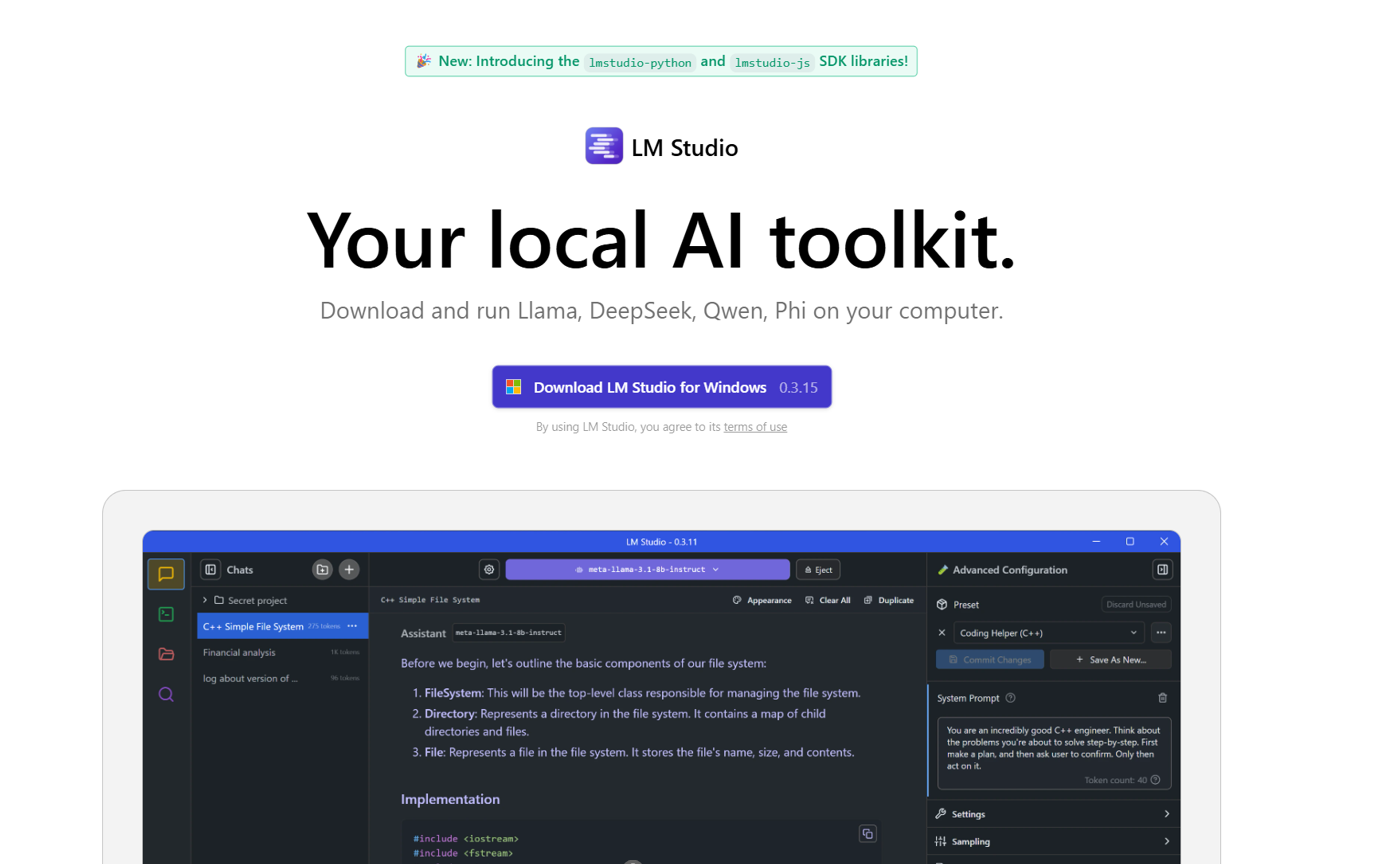 New: Introducing the lmstudio-python and lmstudio-js SDK libraries!
LM Studio
Your local AI toolkit.
Download and run Llama, DeepSeek, Qwen, Phi on your computer.
Download LM Studio for Windows 0.3.15
By using LM Studio, you agree to its terms of use
LM Studio - 0.3.11
Chats
Secret project
C++ Simple File System 275 tokens
Financial analysis 1K tokens
log about version of ... 96 tokens
meta-llama-3.1-8b-instruct
Eject
C++ Simple File System
Appearance
Clear All
Duplicate
Assistant meta-llama-3.1-8b-instruct
Before we begin, let's outline the basic components of our file system:
1. FileSystem: This will be the top-level class responsible for managing the file system.
2. Directory: Represents a directory in the file system. It contains a map of child
directories and files.
3. File: Represents a file in the file system. It stores the file's name, size, and contents.
Implementation
#include <iostream>
#include <fstream>
Advanced Configuration
Preset
Discard Unsaved
Coding Helper (C++)
Commit Changes
+ Save As New...
System Prompt
You are an incredibly good C++ engineer. Think about
the problems you're about to solve step-by-step. First
make a plan, and then ask user to confirm. Only then
act on it.
Token count: 40
Settings
Sampling